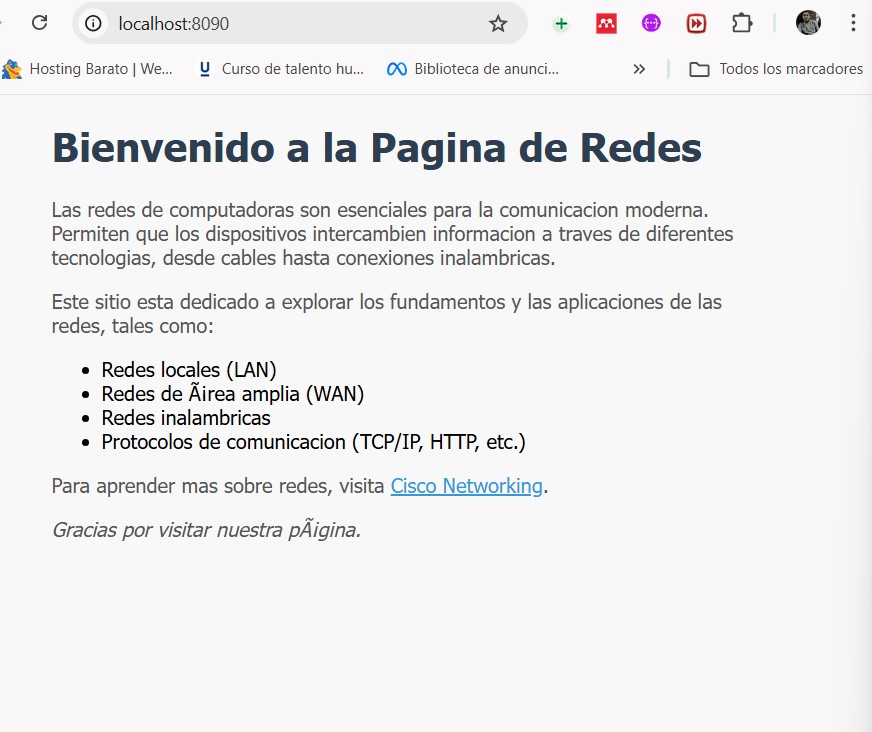 localhost:8090
Hosting Barato | We...
Curso de talento hu...
Biblioteca de anunci...
Todos los marcadores
Bienvenido a la Pagina de Redes
Las redes de computadoras son esenciales para la comunicacion moderna.
Permiten que los dispositivos intercambien informacion a traves de diferentes
tecnologias, desde cables hasta conexiones inalambricas.
Este sitio esta dedicado a explorar los fundamentos y las aplicaciones de las
redes, tales como:
• Redes locales (LAN)
• Redes de Ã¡rea amplia (WAN)
• Redes inalambricas
• Protocolos de comunicacion (TCP/IP, HTTP, etc.)
Para aprender mas sobre redes, visita Cisco Networking.
Gracias por visitar nuestra pÃ¡gina.